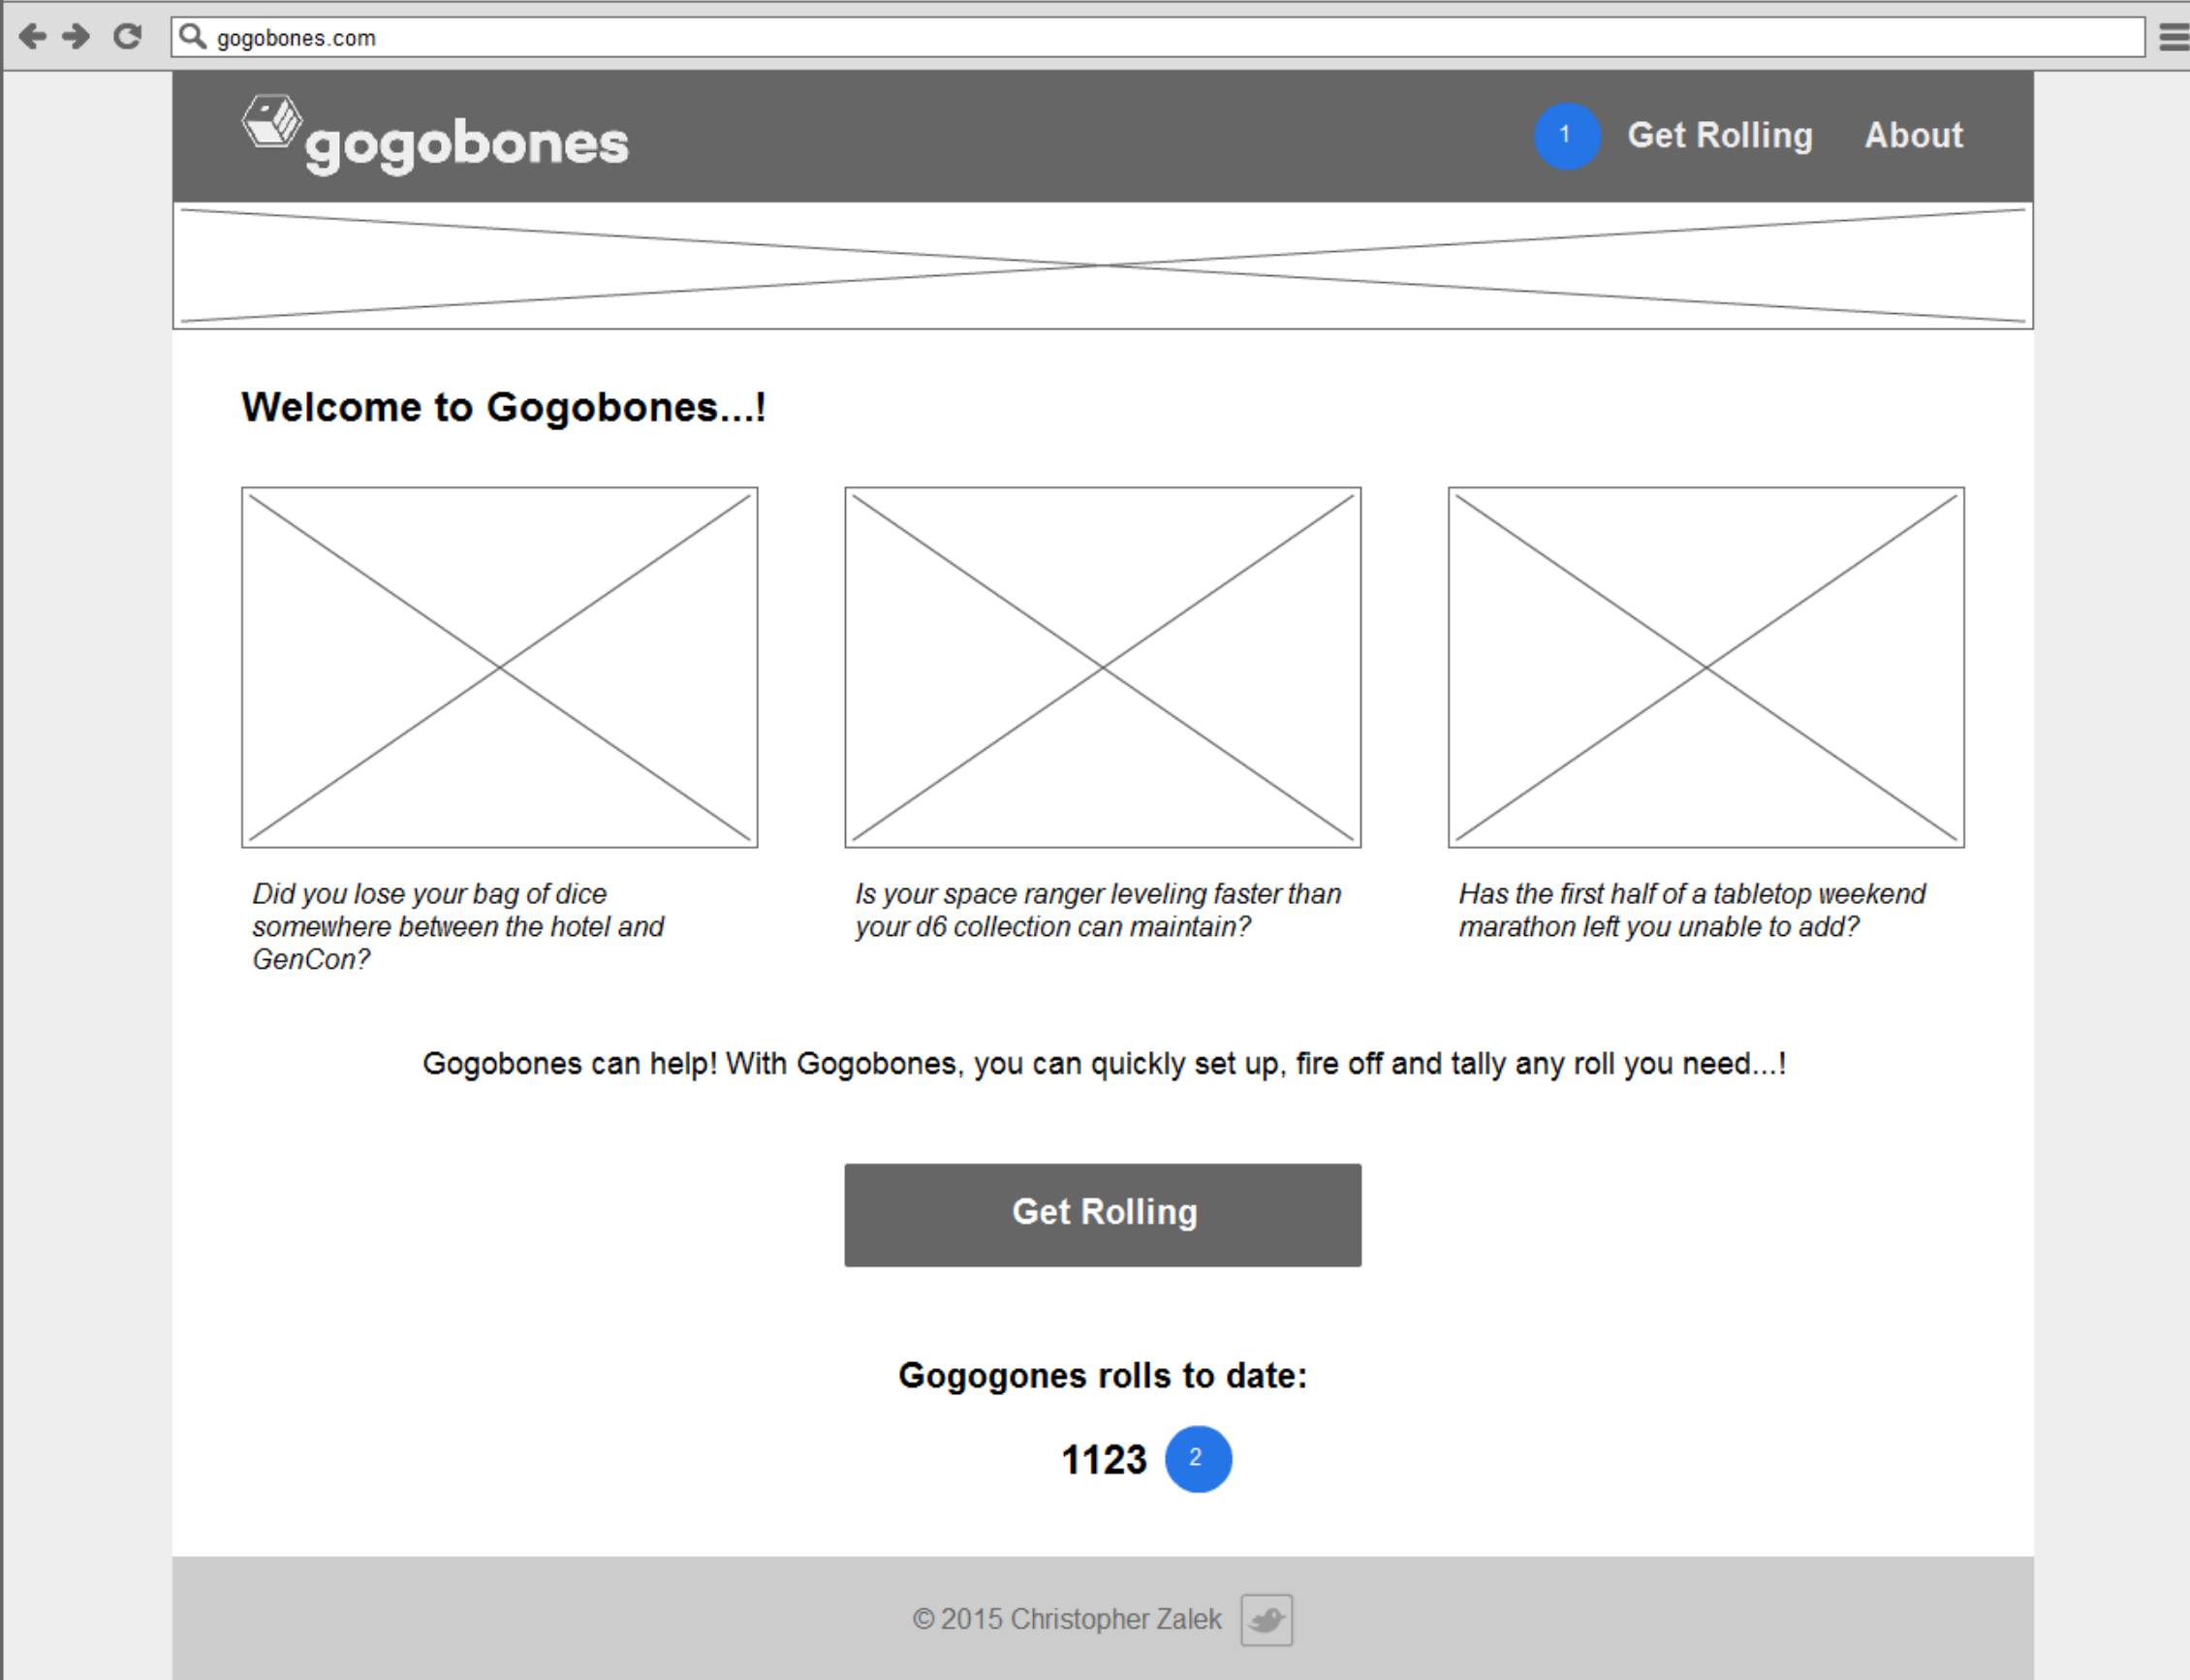 gogobones.com
gogobones
1 Get Rolling About
Welcome to Gogobones...!
Did you lose your bag of dice
somewhere between the hotel and
GenCon?
Is your space ranger leveling faster than
your d6 collection can maintain?
Has the first half of a tabletop weekend
marathon left you unable to add?
Gogobones can help! With Gogobones, you can quickly set up, fire off and tally any roll you need...!
Get Rolling
Gogogones rolls to date:
1123 2
© 2015 Christopher Zalek